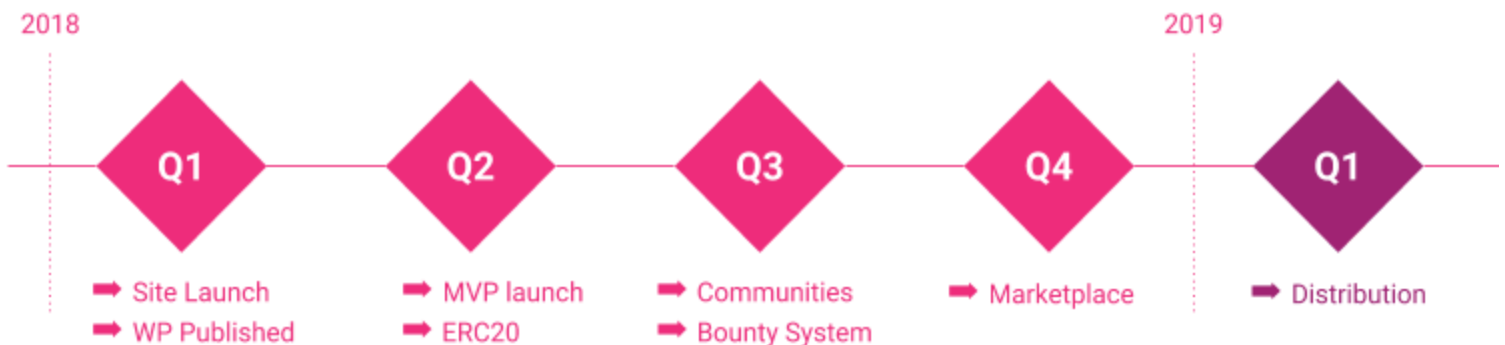 2018
2019
Q1
Q2
Q3
Q4
Q1
Site Launch
WP Published
MVP launch
ERC20
Communities
Bounty System
Marketplace
Distribution